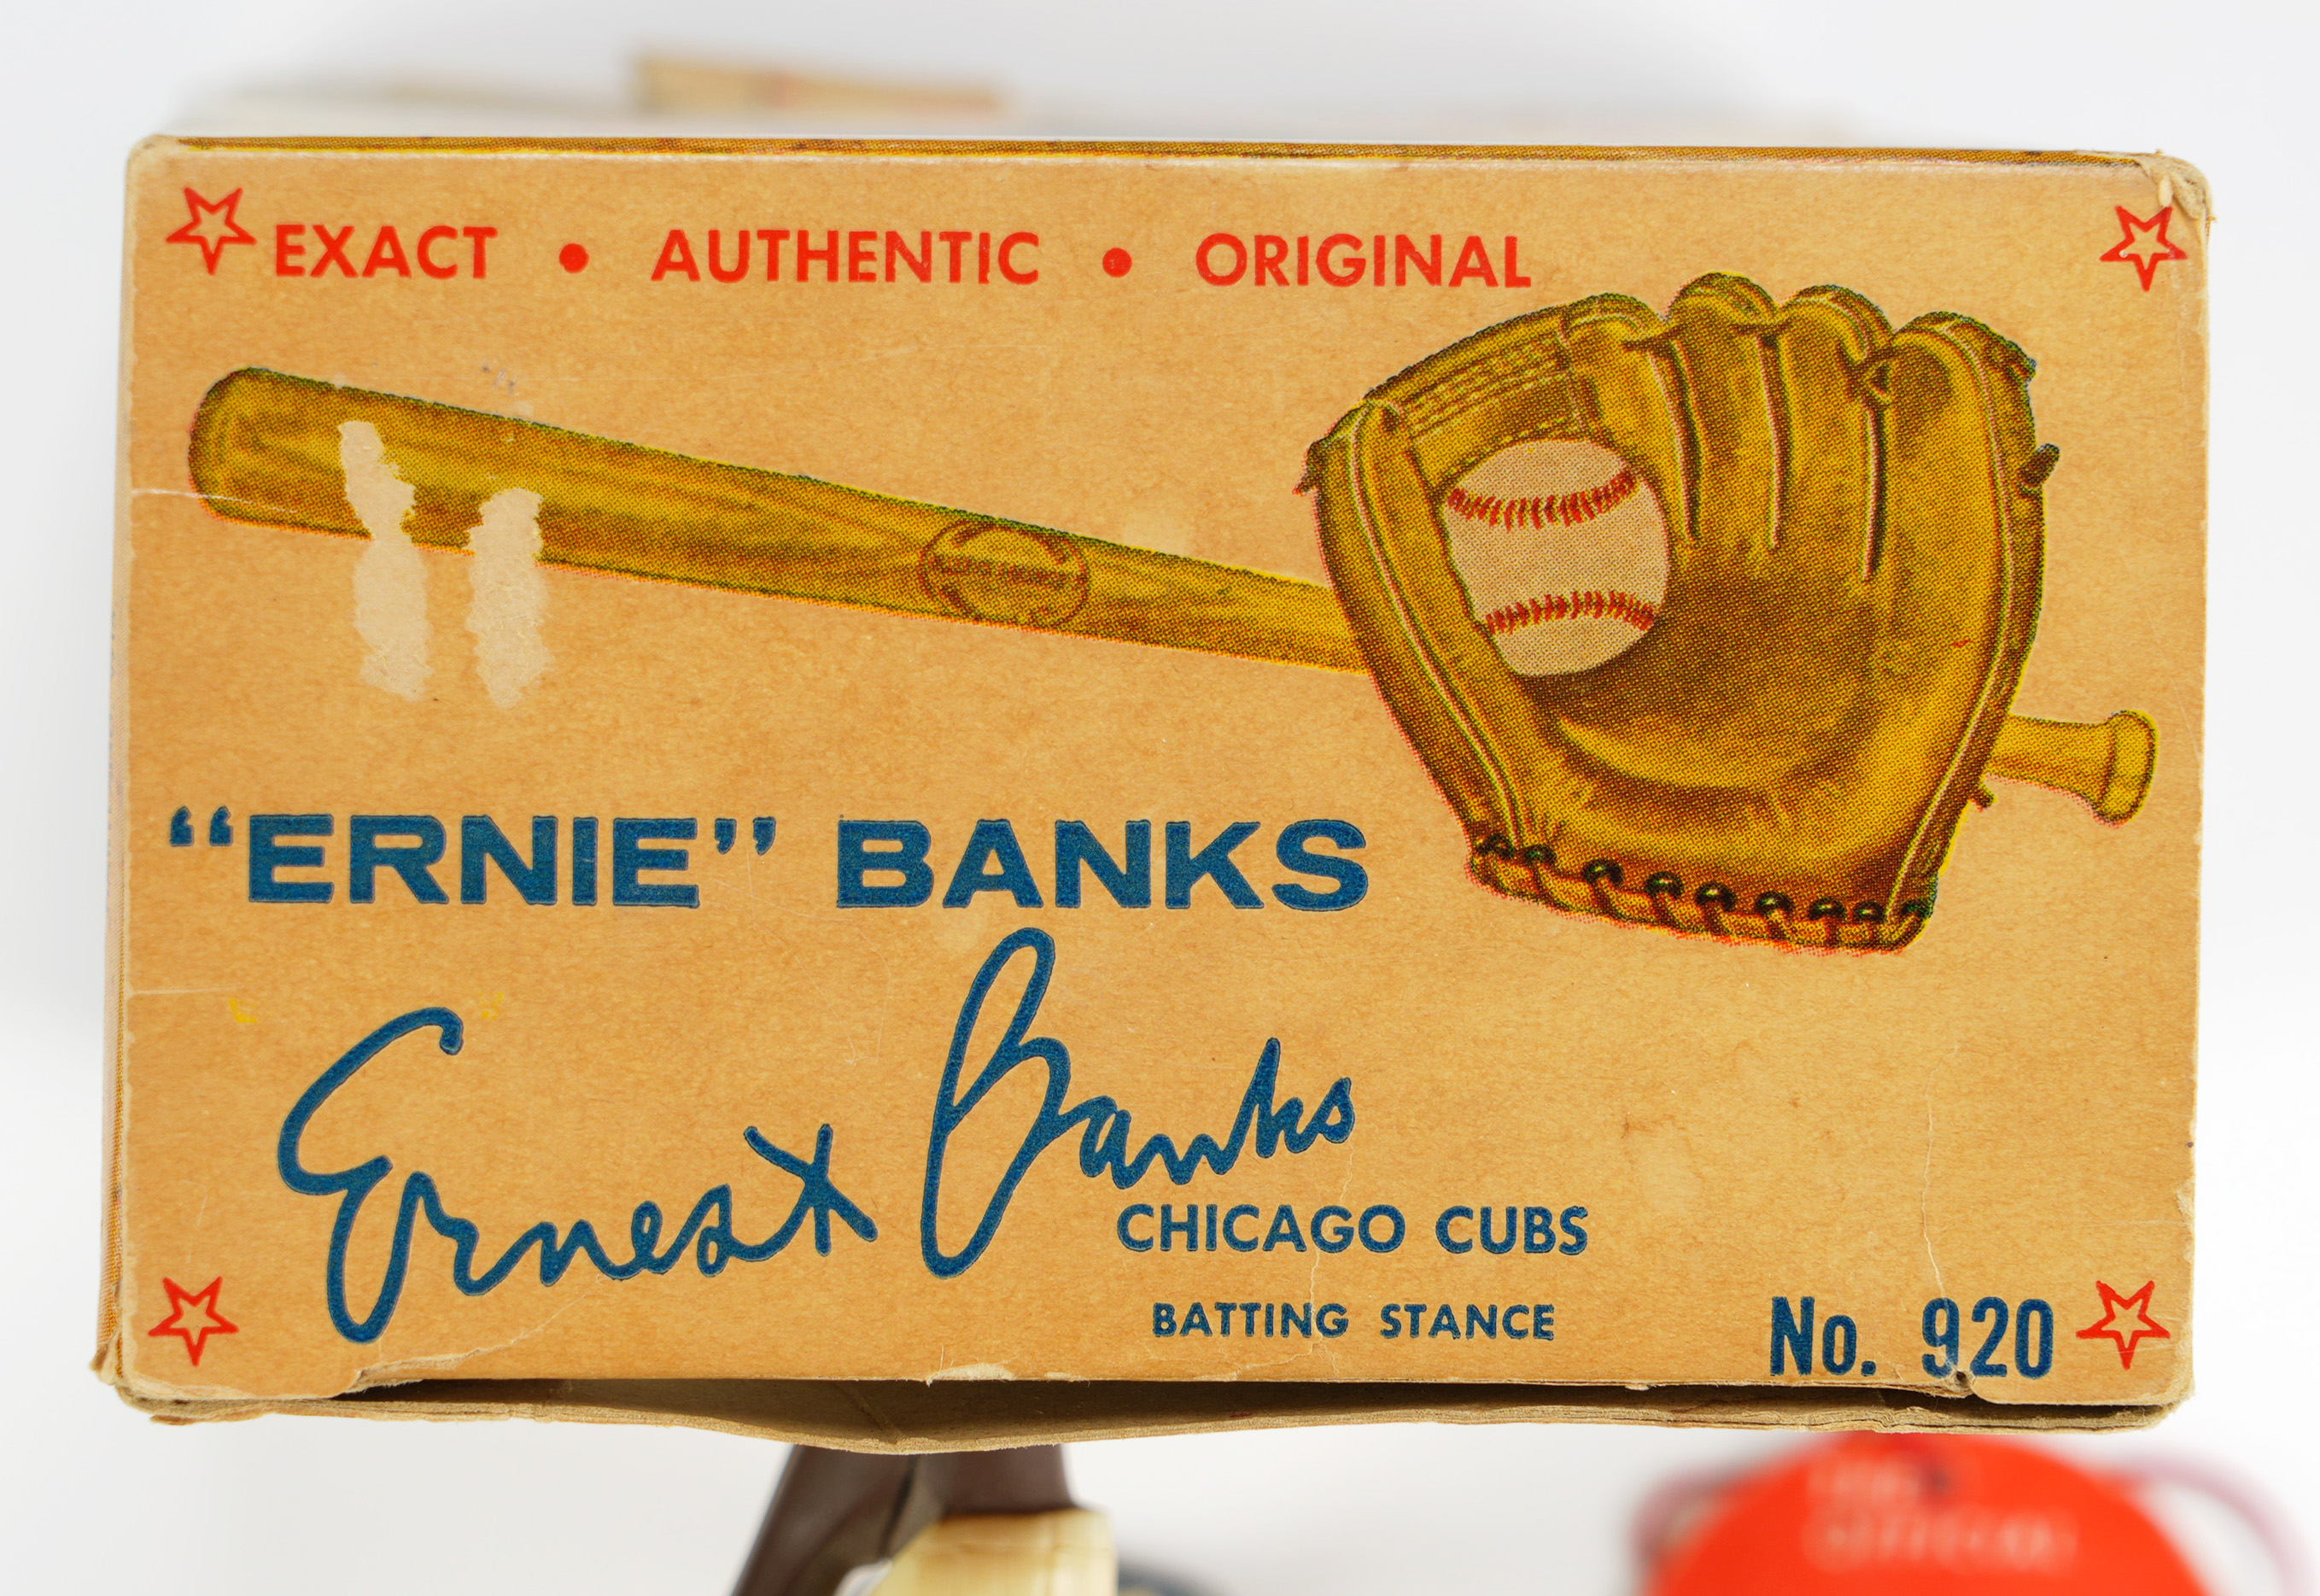 EXACT • AUTHENTIC • ORIGINAL
“ERNIE” BANKS
Ernest Banks
CHICAGO CUBS
BATTING STANCE
No. 920